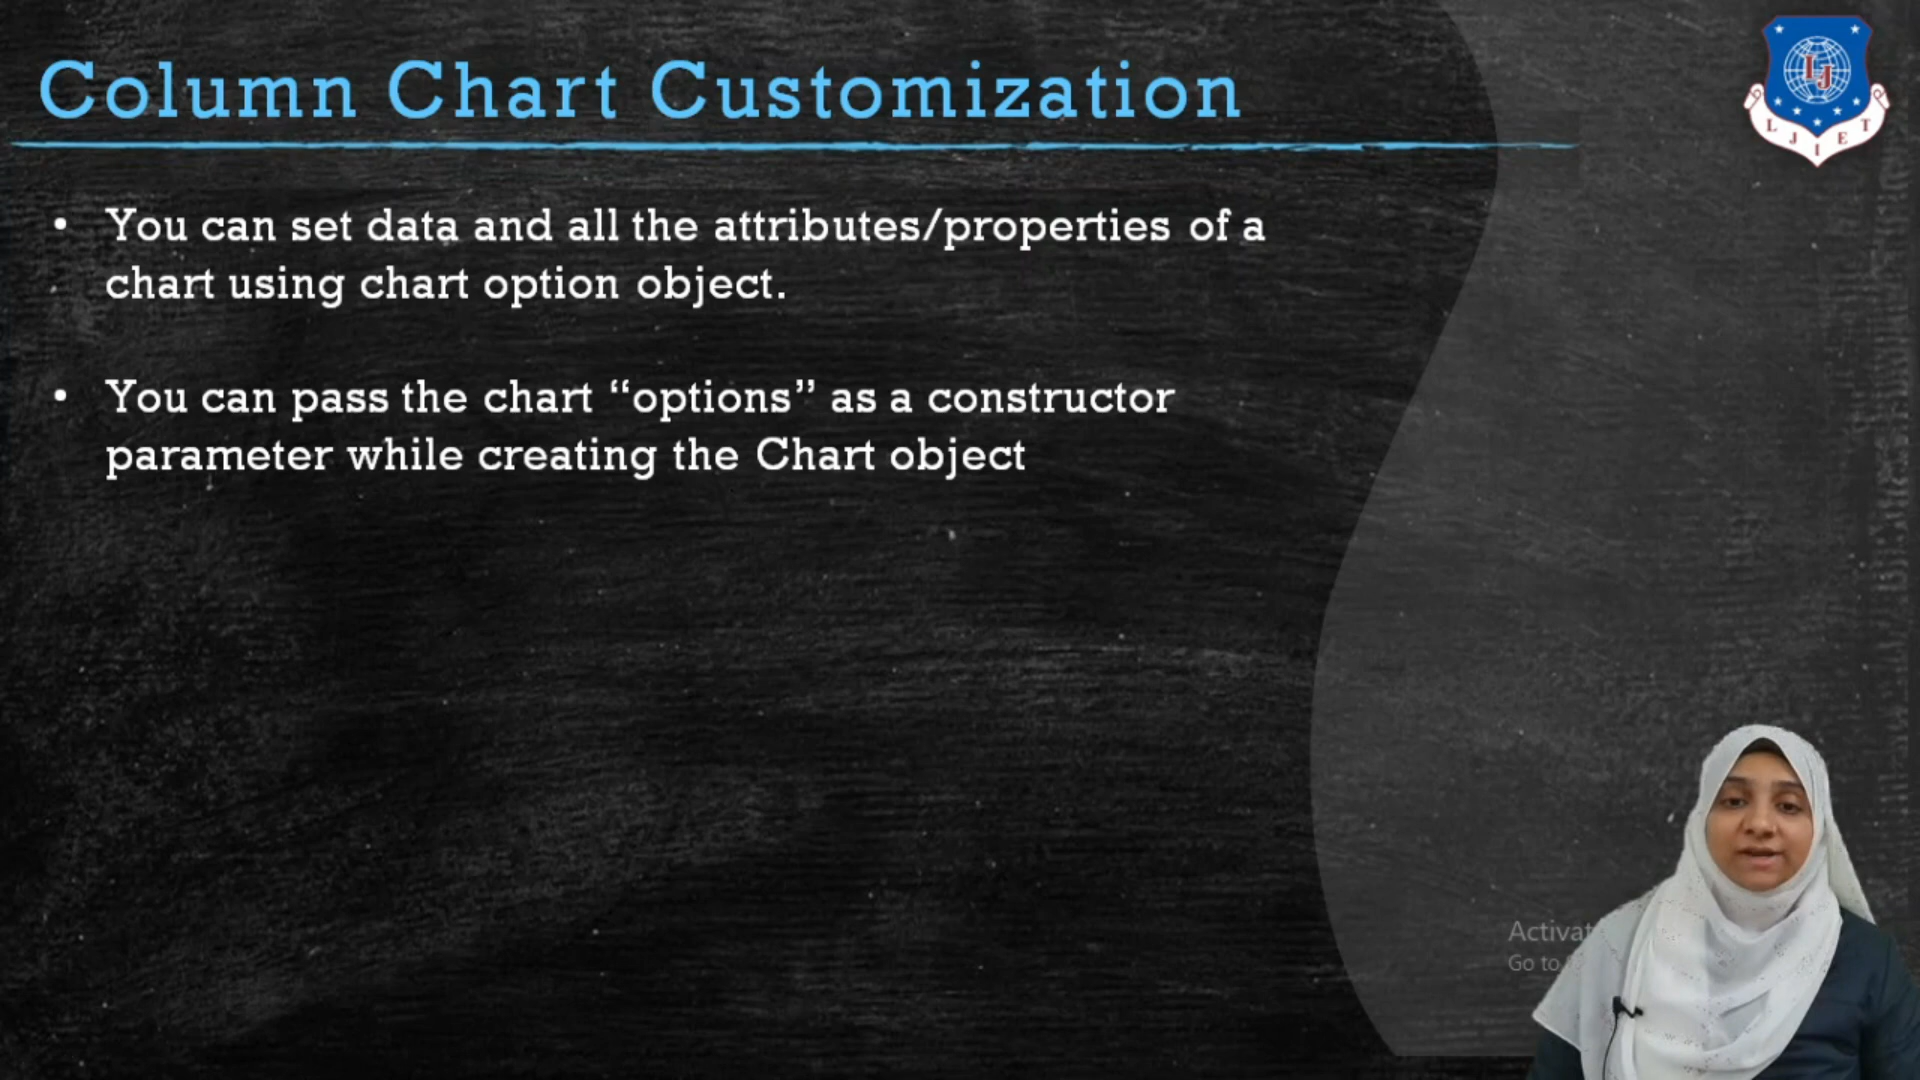 Column Chart Customization
• You can set data and all the attributes/properties of a
chart using chart option object.
• You can pass the chart “options” as a constructor
parameter while creating the Chart object
LJ
L J I E T
Go to